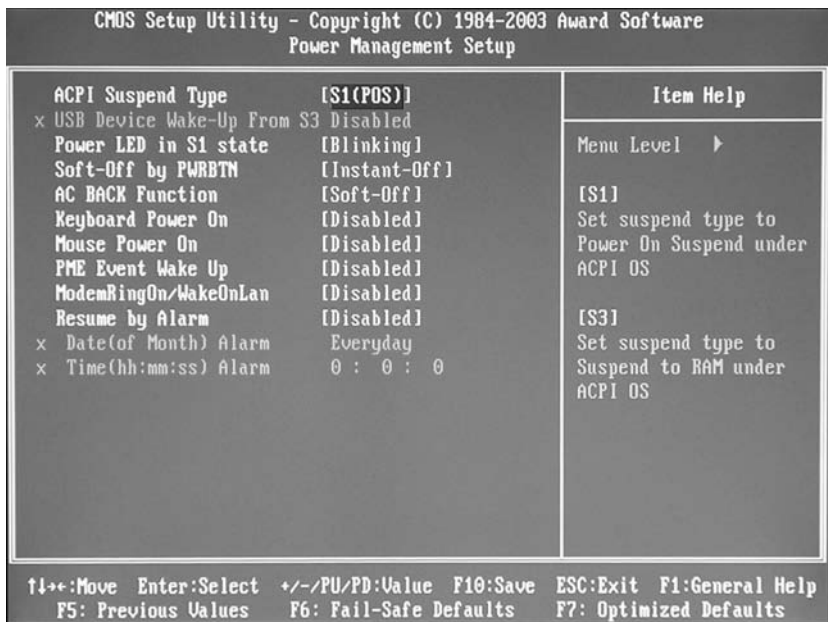 CMOS Setup Utility - Copyright (C) 1984-2003 Award Software
Power Management Setup
ACPI Suspend Type [S1(POS)]
x USB Device Wake-Up From S3 Disabled
Power LED in S1 state [Blinking]
Soft-Off by PWRBTN [Instant-Off]
AC BACK Function [Soft-Off]
Keyboard Power On [Disabled]
Mouse Power On [Disabled]
PME Event Wake Up [Disabled]
ModemRingOn/WakeOnLan [Disabled]
Resume by Alarm [Disabled]
x Date(of Month) Alarm Everyday
x Time(hh:mm:ss) Alarm 0 : 0 : 0
Item Help
Menu Level ▶
[S1]
Set suspend type to
Power On Suspend under
ACPI OS
[S3]
Set suspend type to
Suspend to RAM under
ACPI OS
↑↓→←:Move Enter:Select +/-/PU/PD:Value F10:Save ESC:Exit F1:General Help
F5: Previous Values F6: Fail-Safe Defaults F7: Optimized Defaults